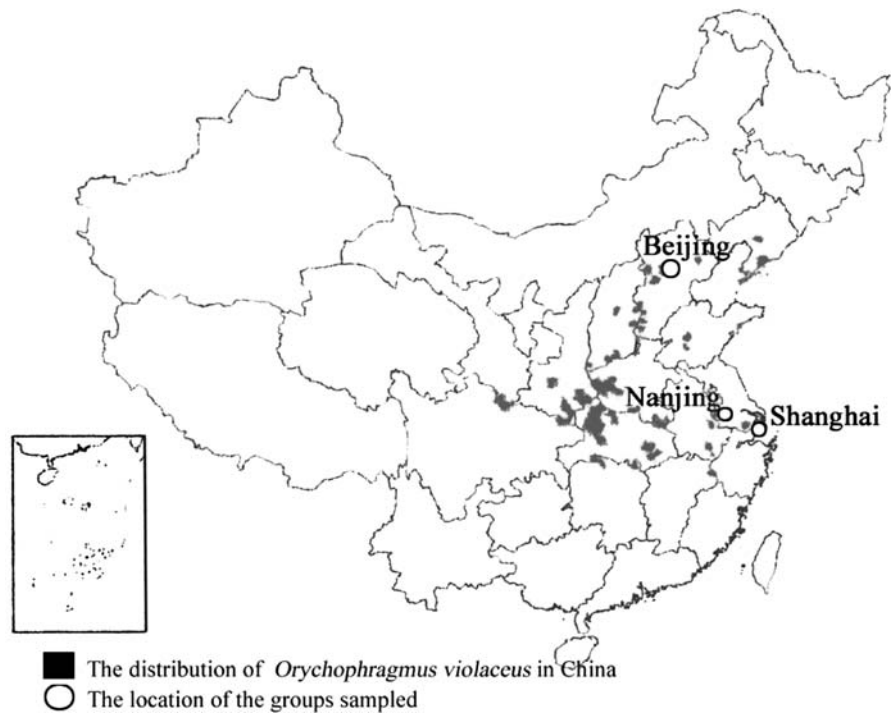 Beijing
Nanjing
Shanghai
The distribution of Orychophragmus violaceus in China
The location of the groups sampled